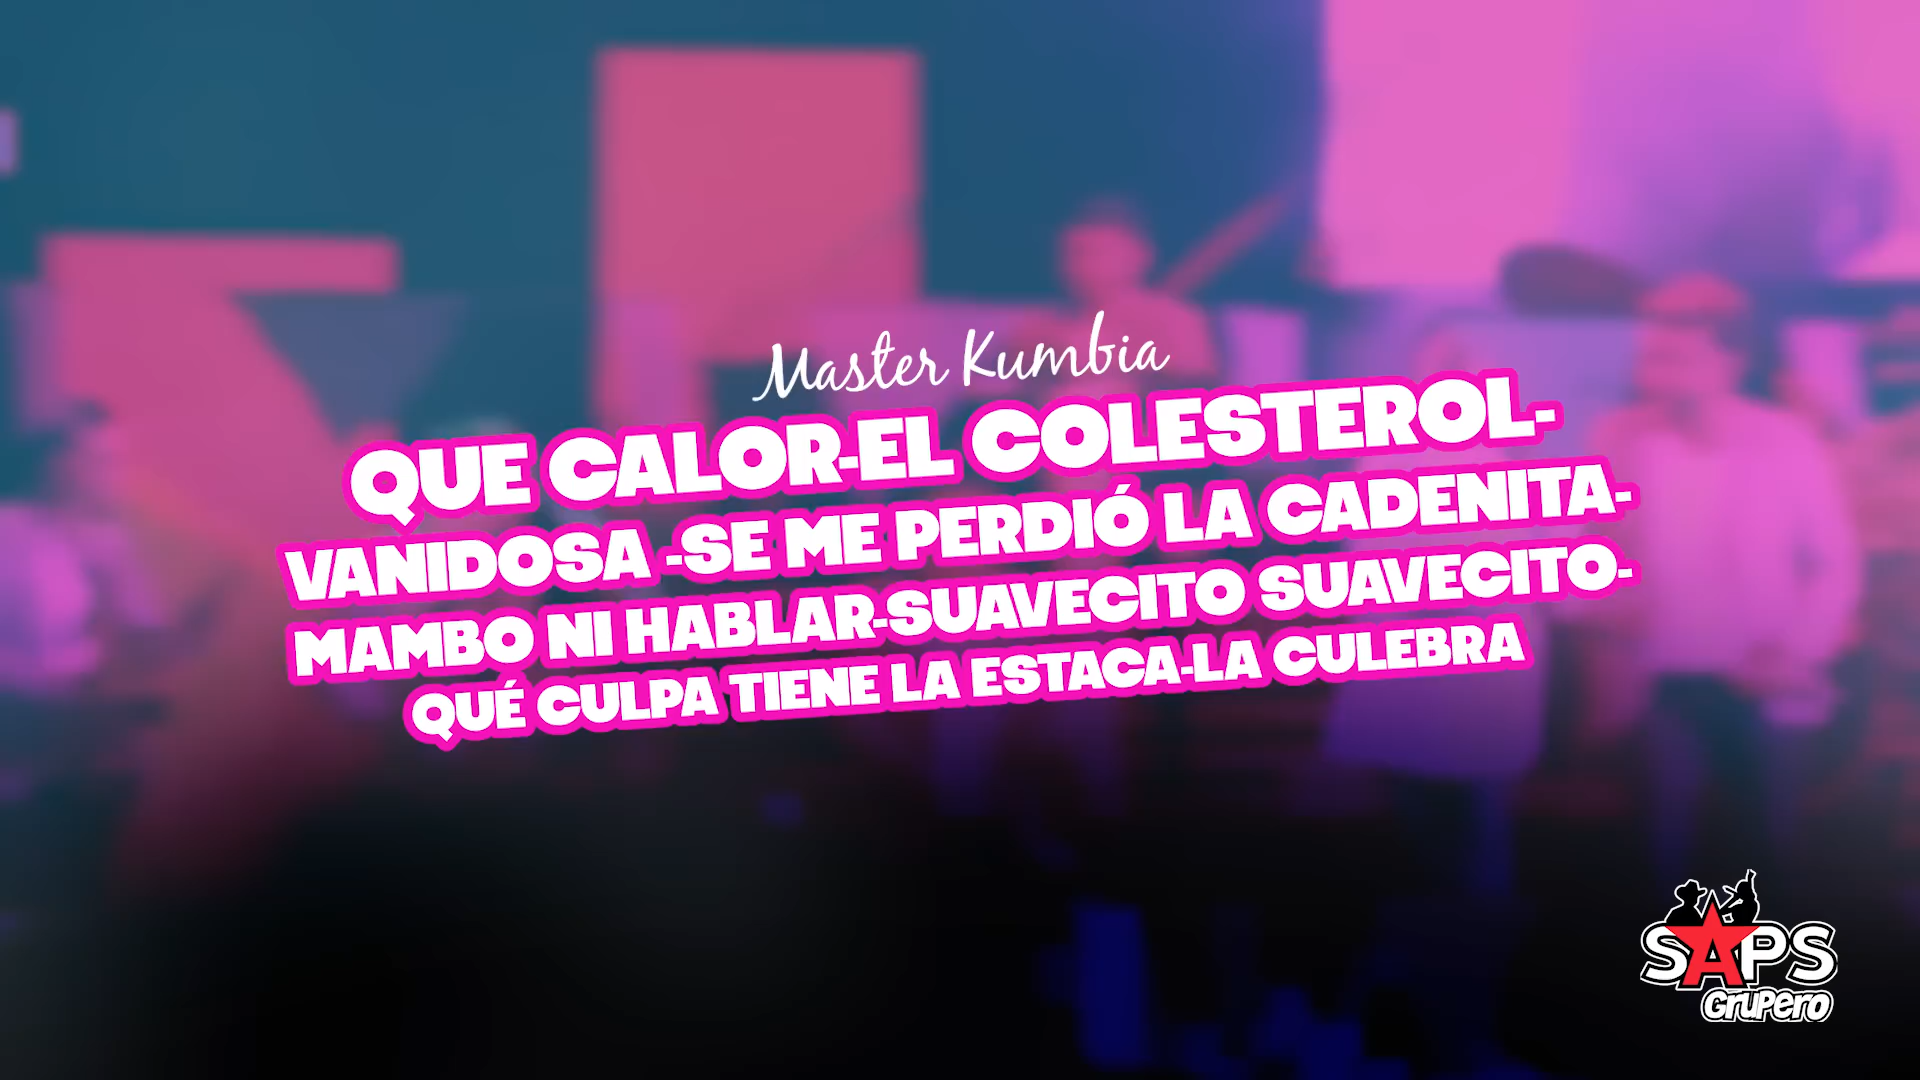 Master Kumbia
QUE CALOR-EL COLESTEROL-
VANIDOSA -SE ME PERDIÓ LA CADENITA-
MAMBO NI HABLAR-SUAVECITO SUAVECITO-
QUÉ CULPA TIENE LA ESTACA-LA CULEBRA
SAPS
GruPero